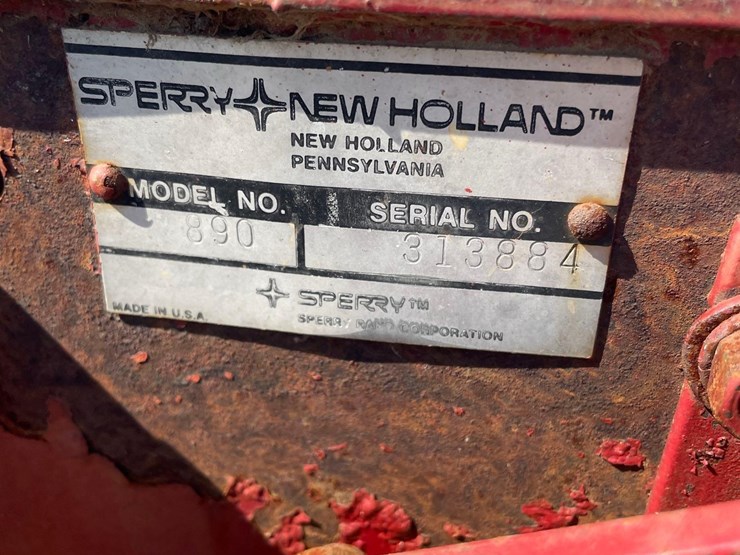 SPERRY NEW HOLLAND™
NEW HOLLAND
PENNSYLVANIA
MODEL NO. SERIAL NO.
890 313884
SPERRY™
MADE IN U.S.A.
SPERRY RAND CORPORATION